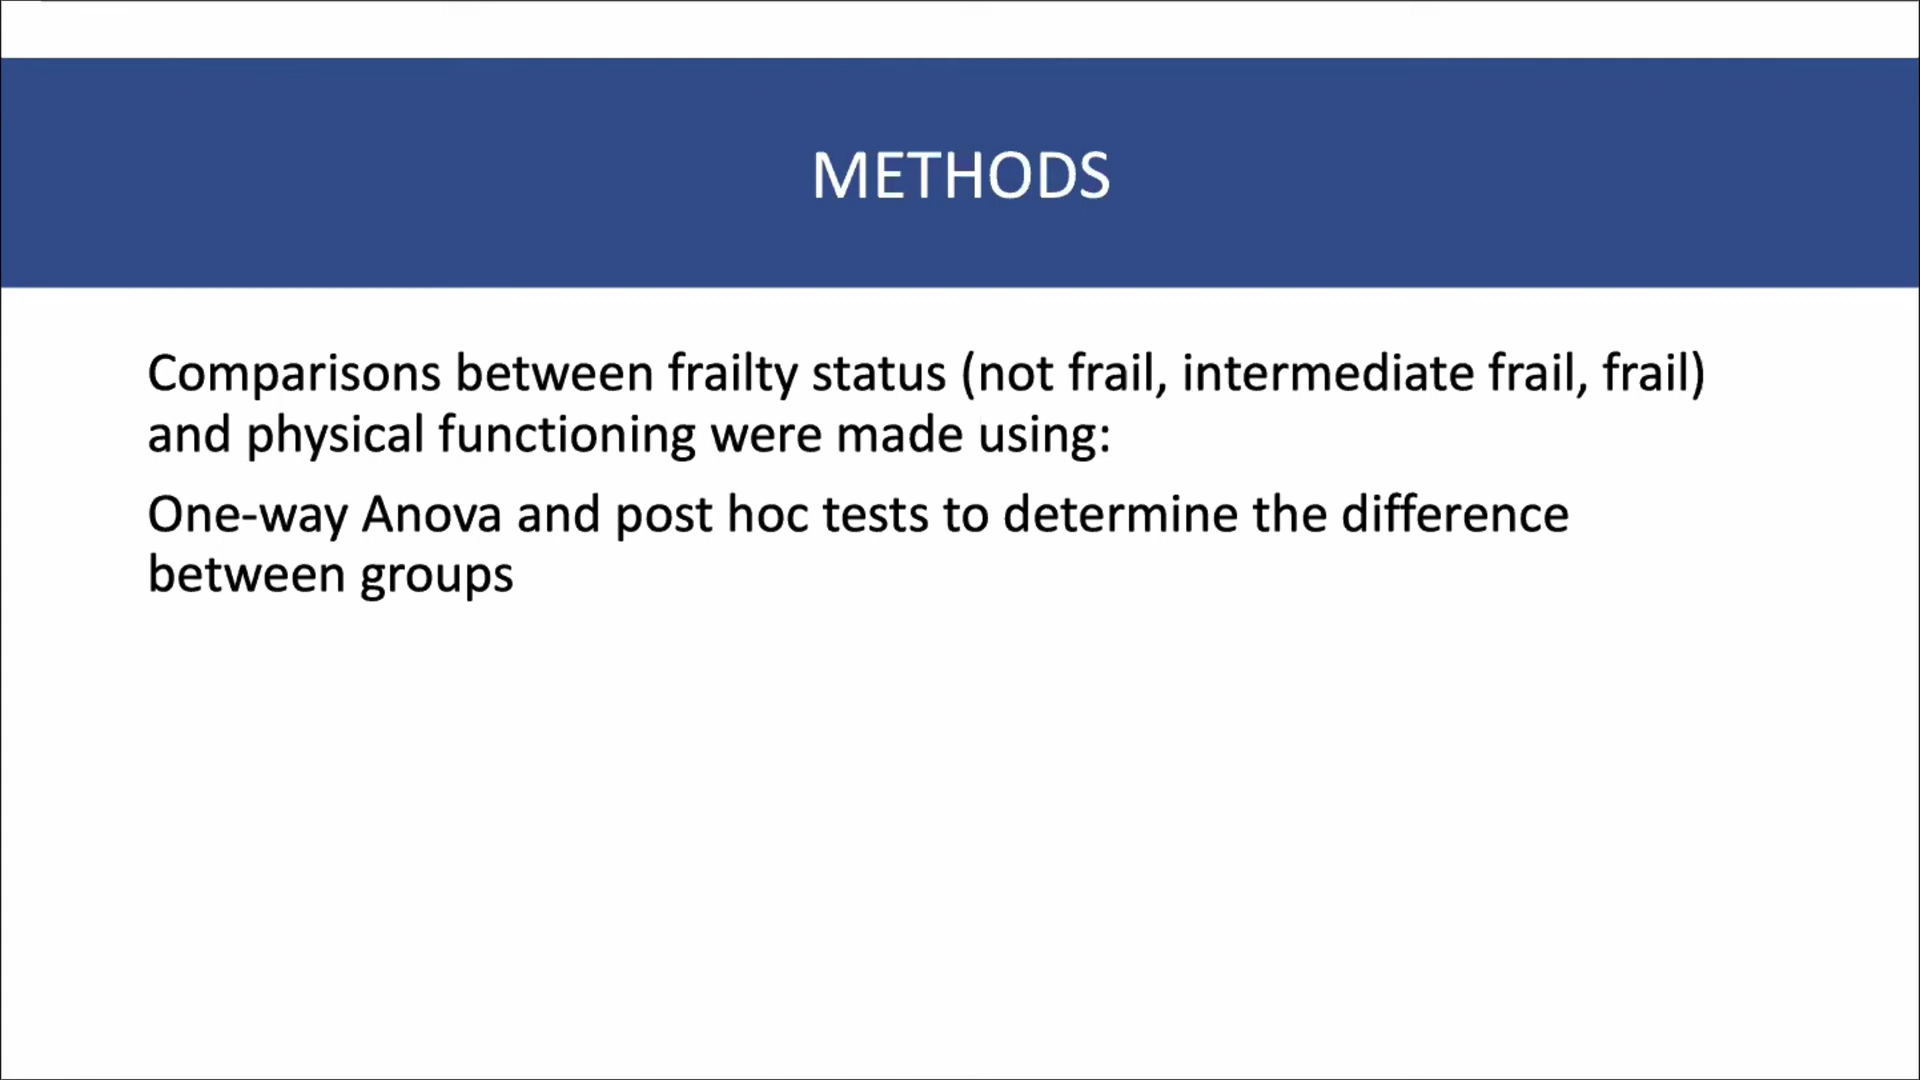 METHODS
Comparisons between frailty status (not frail, intermediate frail, frail)
and physical functioning were made using:
One-way Anova and post hoc tests to determine the difference
between groups